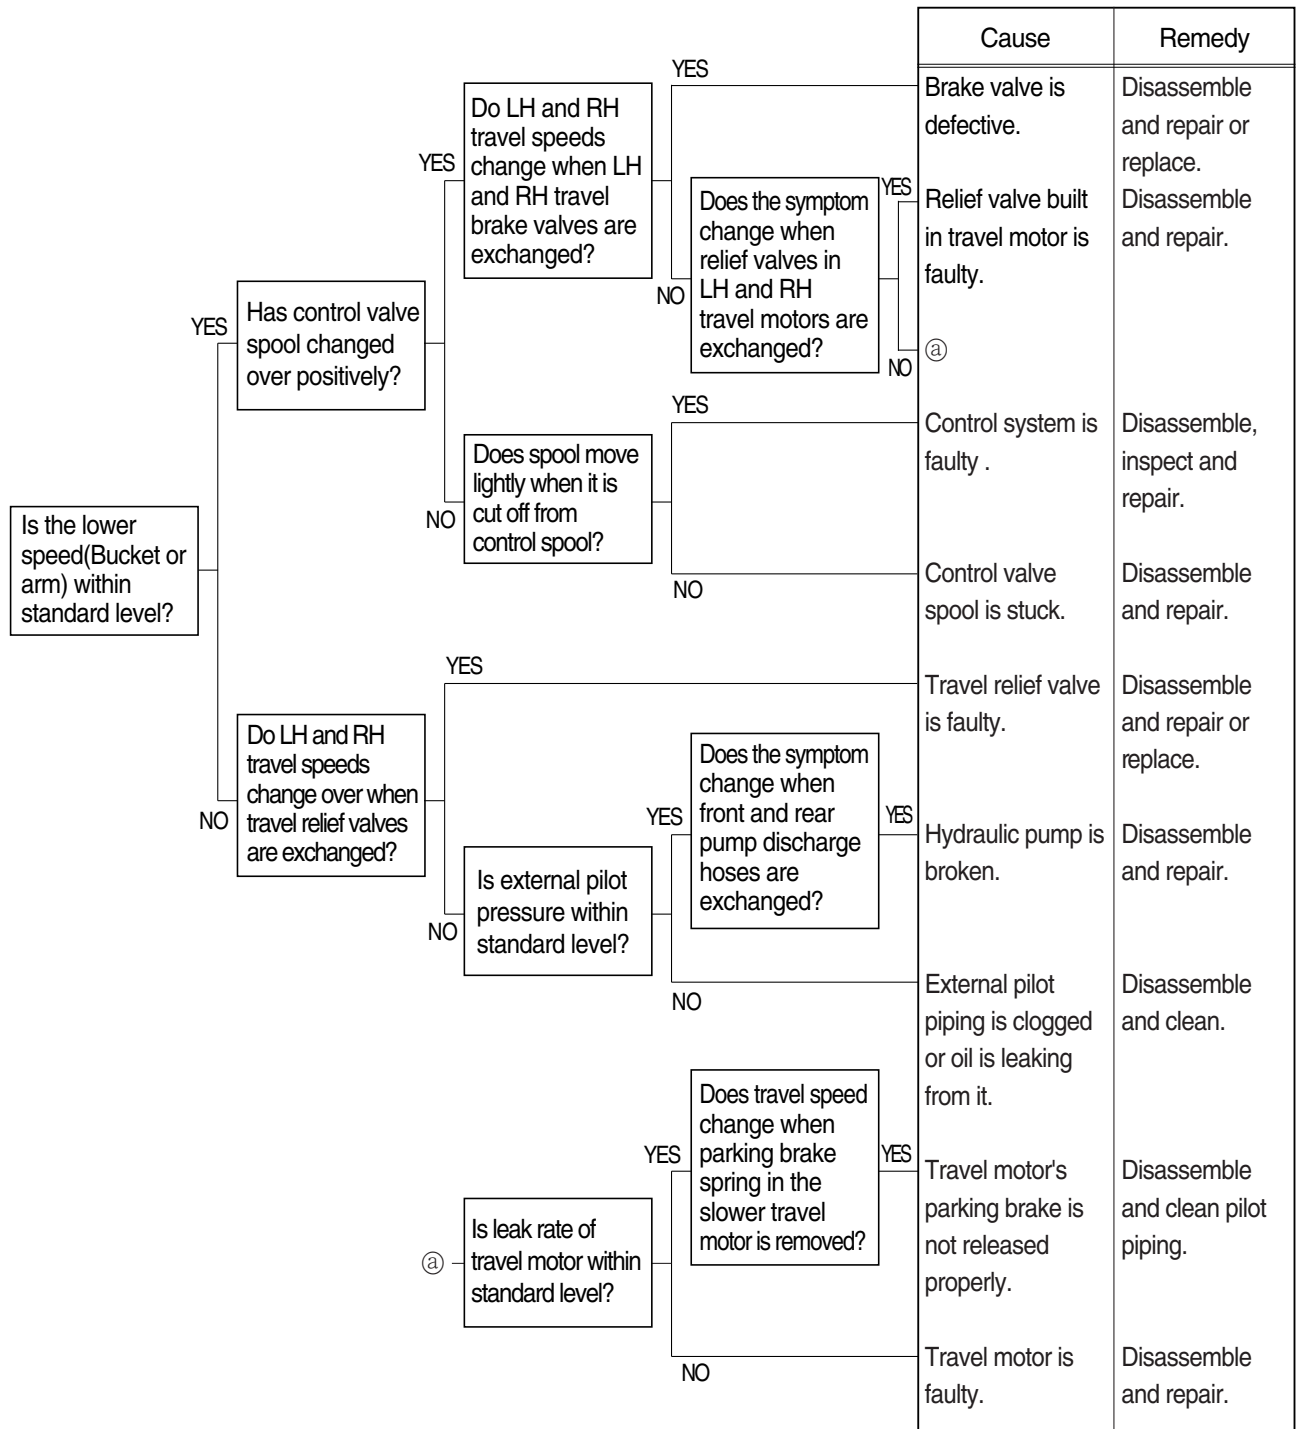 Cause
Remedy
YES
Brake valve is
defective.
Disassemble
and repair or
replace.
Do LH and RH
travel speeds
change when LH
and RH travel
brake valves are
exchanged?
YES
Does the symptom
change when
relief valves in
LH and RH
travel motors are
exchanged?
YES
Relief valve built
in travel motor is
faulty.
Disassemble
and repair.
NO
NO
ⓐ
YES
Has control valve
spool changed
over positively?
YES
Control system is
faulty .
Disassemble,
inspect and
repair.
Does spool move
lightly when it is
cut off from
control spool?
NO
NO
Control valve
spool is stuck.
Disassemble
and repair.
Is the lower
speed(Bucket or
arm) within
standard level?
YES
Travel relief valve
is faulty.
Disassemble
and repair or
replace.
Do LH and RH
travel speeds
change over when
travel relief valves
are exchanged?
NO
Does the symptom
change when
front and rear
pump discharge
hoses are
exchanged?
YES
YES
Hydraulic pump is
broken.
Disassemble
and repair.
Is external pilot
pressure within
standard level?
NO
NO
External pilot
piping is clogged
or oil is leaking
from it.
Disassemble
and clean.
Does travel speed
change when
parking brake
spring in the
slower travel
motor is removed?
YES
YES
Travel motor's
parking brake is
not released
properly.
Disassemble
and clean pilot
piping.
ⓐ
Is leak rate of
travel motor within
standard level?
NO
Travel motor is
faulty.
Disassemble
and repair.